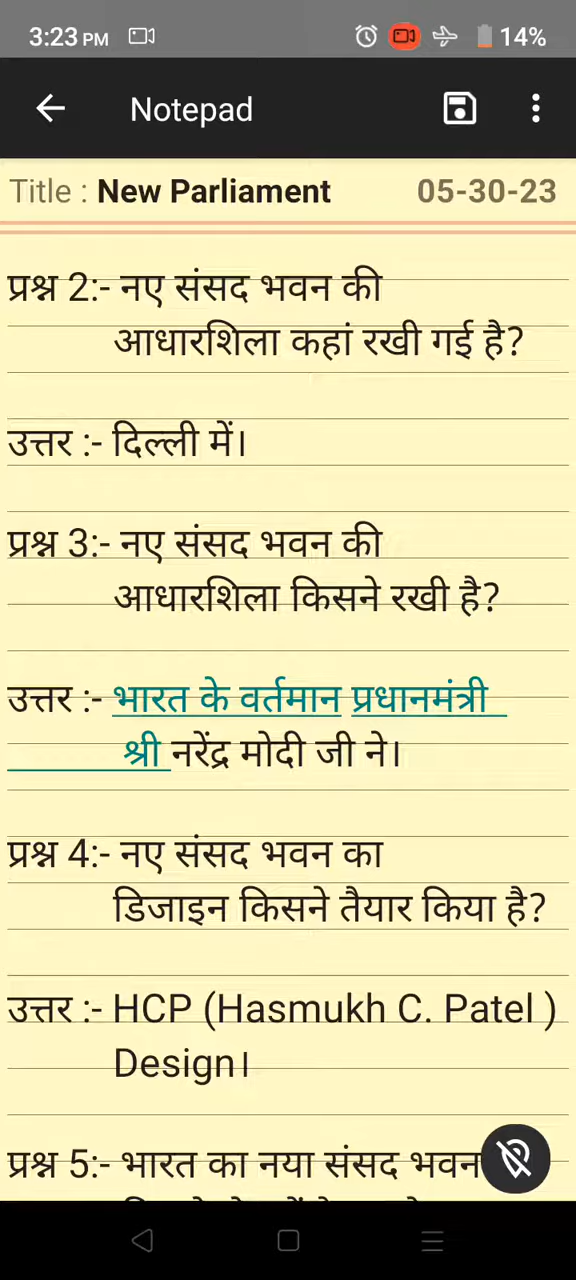 3:23 PM 14%
Notepad
Title : New Parliament 05-30-23
प्रश्न 2:- नए संसद भवन की
आधारशिला कहां रखी गई है?
उत्तर :- दिल्ली में।
प्रश्न 3:- नए संसद भवन की
आधारशिला किसने रखी है?
उत्तर :- भारत के वर्तमान प्रधानमंत्री
श्री नरेंद्र मोदी जी ने।
प्रश्न 4:- नए संसद भवन का
डिजाइन किसने तैयार किया है?
उत्तर :- HCP (Hasmukh C. Patel )
Design।
प्रश्न 5:- भारत का नया संसद भवन